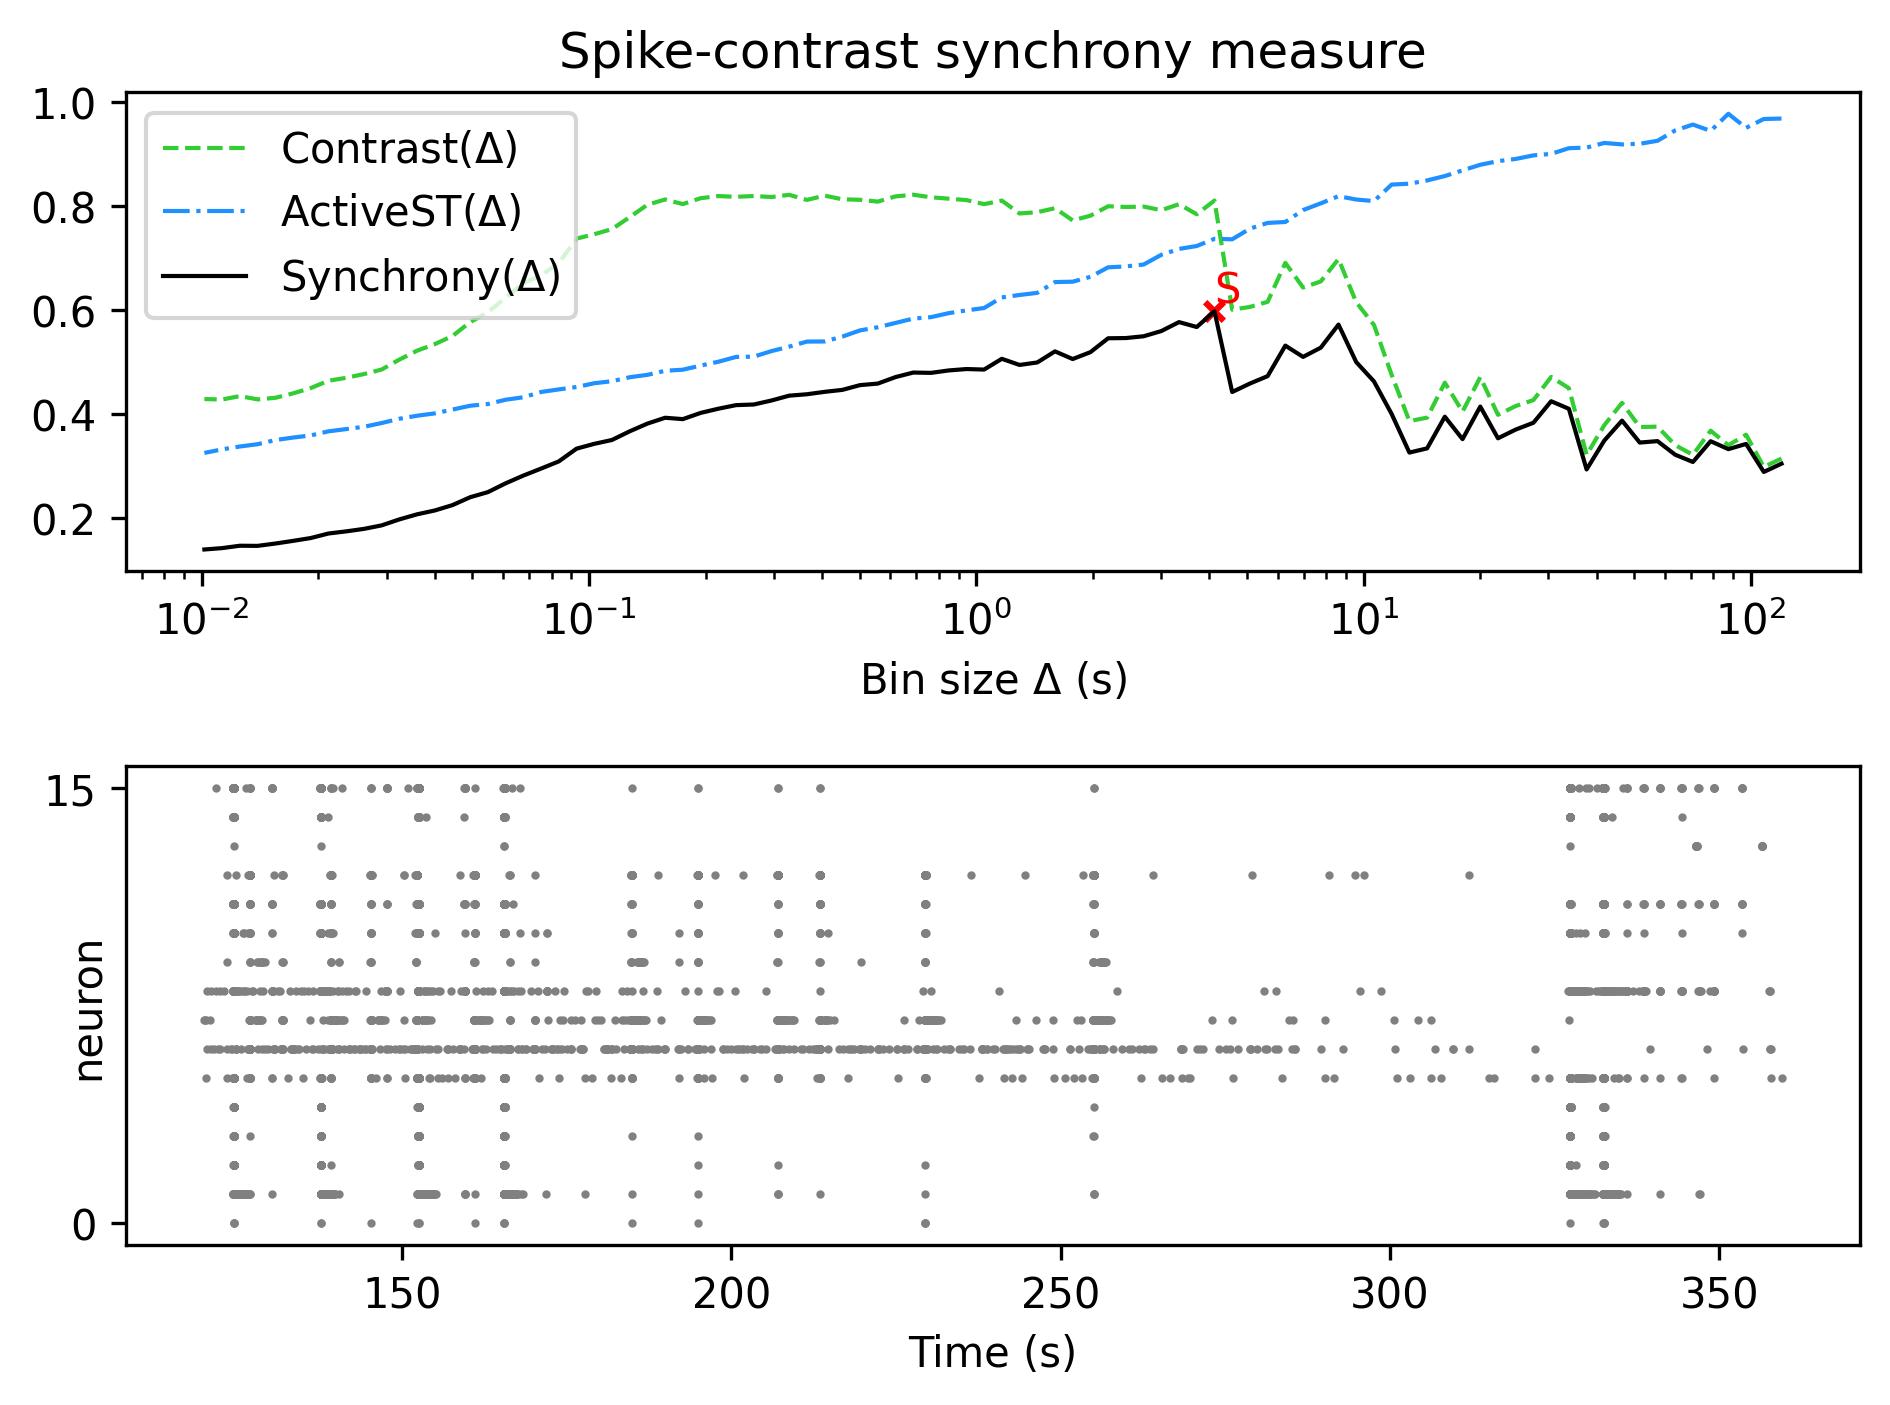 Spike-contrast synchrony measure
1.0
0.8
0.6
0.4
0.2
Contrast(Δ)
ActiveST(Δ)
Synchrony(Δ)
S
10⁻² 10⁻¹ 10⁰ 10¹ 10²
Bin size Δ (s)
15
0
neuron
150 200 250 300 350
Time (s)